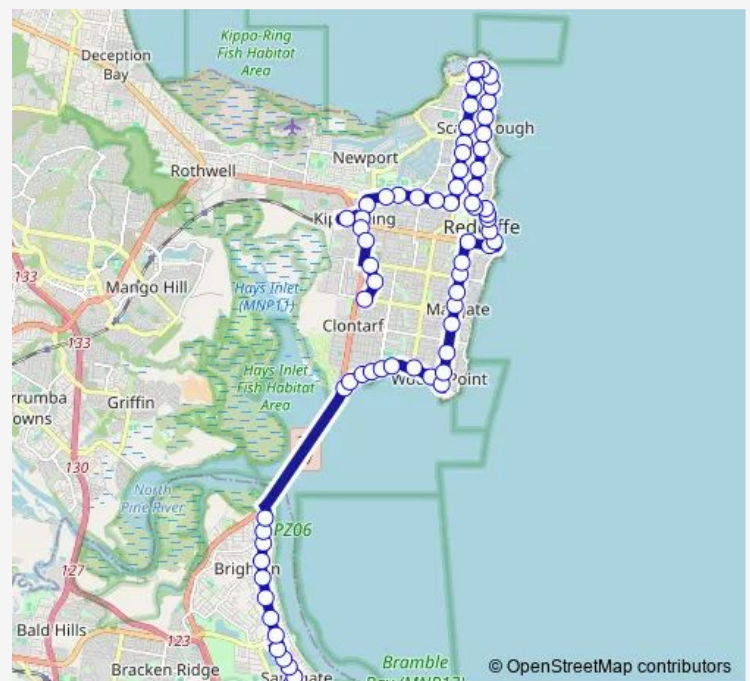 Kippa-Ring
Fish Habitat
Area
Deception
Bay
Newport
Rothwell
Mango Hill
133
133
Hays Inlet
(MNP11)
Clontarf
Hays Inlet
Fish Habitat
Area
Griffin
130
North
Pine River
PZ06
127
Bald Hills
123
Bracken Ridge
Bramble
© OpenStreetMap contributors